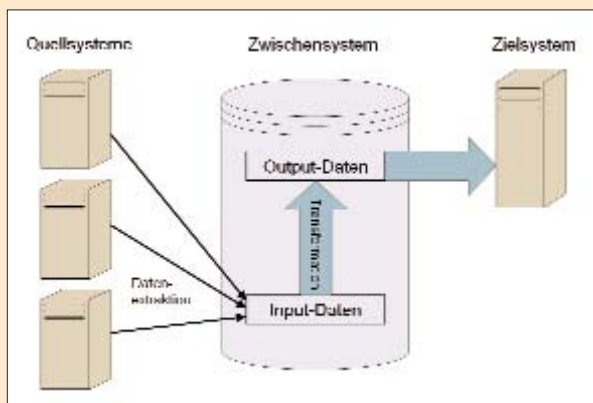 Quellsysteme
Zwischensystem
Zielsystem
Output-Daten
Transformation
Daten-
extraktion
Input-Daten